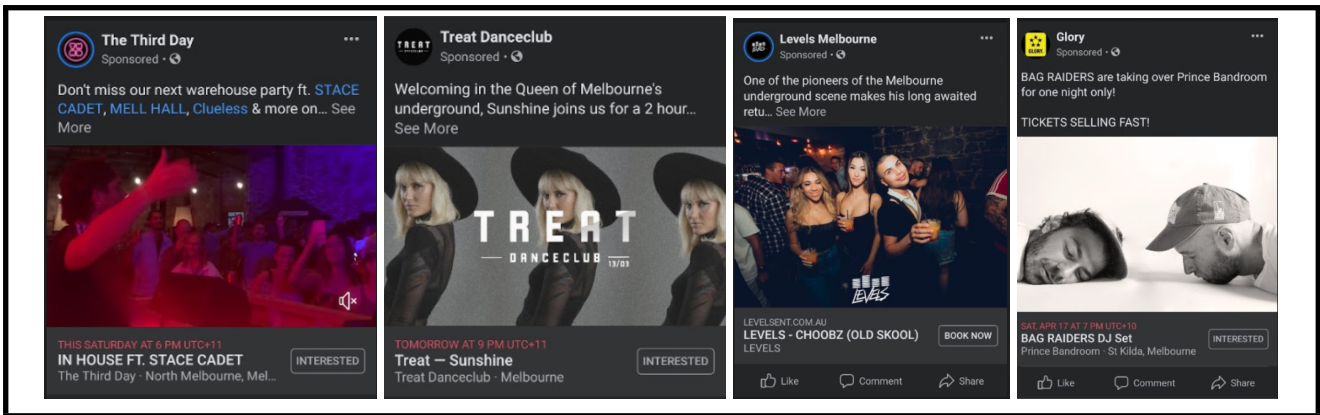 The Third Day
Sponsored ·
Don't miss our next warehouse party ft. STACE
CADET, MELL HALL, Clueless & more on... See
More
THIS SATURDAY AT 6 PM UTC+11
IN HOUSE FT. STACE CADET
The Third Day · North Melbourne, Mel...
INTERESTED
TREAT
DANCECLUB
Treat Danceclub
Sponsored ·
Welcoming in the Queen of Melbourne's
underground, Sunshine joins us for a 2 hour...
See More
TREAT
DANCECLUB 13/03
TOMORROW AT 9 PM UTC+11
Treat — Sunshine
Treat Danceclub · Melbourne
INTERESTED
Levels Melbourne
Sponsored ·
One of the pioneers of the Melbourne
underground scene makes his long awaited
retu... See More
LEVELS
LEVELSENT.COM.AU
LEVELS - CHOOBZ (OLD SKOOL)
LEVELS
BOOK NOW
Like Comment Share
GLORY
Glory
Sponsored ·
BAG RAIDERS are taking over Prince Bandroom
for one night only!
TICKETS SELLING FAST!
SAT, APR 17 AT 7 PM UTC+10
BAG RAIDERS DJ Set
Prince Bandroom · St Kilda, Melbourne
INTERESTED
Like Comment Share